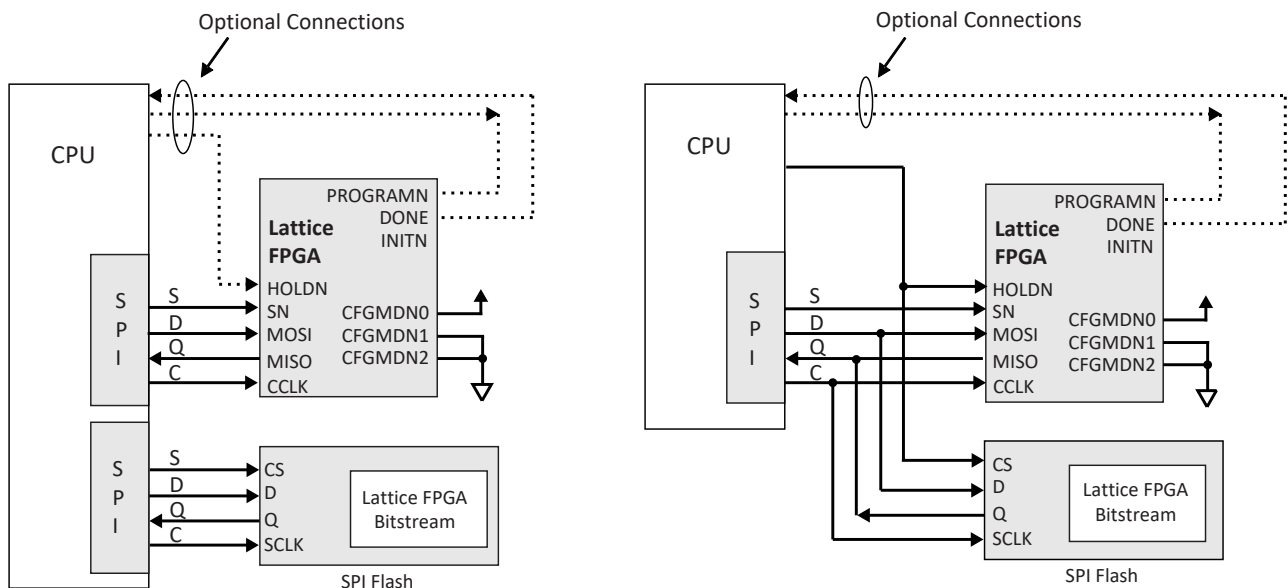 Optional Connections
CPU
PROGRAMN
DONE
INITN
Lattice
FPGA
HOLDN
SN
MOSI
MISO
CCLK
CFGMDN0
CFGMDN1
CFGMDN2
S
P
I
S
D
Q
C
S
P
I
S
D
Q
C
CS
D
Q
SCLK
Lattice FPGA
Bitstream
SPI Flash
Optional Connections
CPU
PROGRAMN
DONE
INITN
Lattice
FPGA
HOLDN
SN
MOSI
MISO
CCLK
CFGMDN0
CFGMDN1
CFGMDN2
S
P
I
S
D
Q
C
CS
D
Q
SCLK
Lattice FPGA
Bitstream
SPI Flash